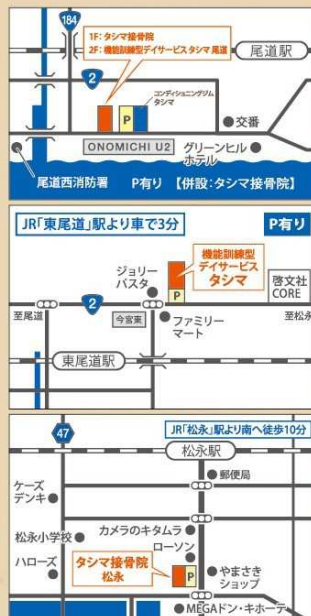 184
1F: タシマ接骨院
2F: 機能訓練型デイサービス タシマ 尾道
尾道駅
2
コンディショニングジム
タシマ
P
交番
ONOMICHI U2
グリーンヒル
ホテル
尾道西消防署
P有り 【併設:タシマ接骨院】
JR「東尾道」駅より車で3分
P有り
機能訓練型
デイサービス
タシマ
ジョリー
パスタ
P
啓文社
CORE
2
至尾道
今宮東
ファミリー
マート
至松永
東尾道駅
47
JR「松永」駅より南へ徒歩10分
松永駅
郵便局
ケーズ
デンキ
カメラのキタムラ
松永小学校
ローソン
ハローズ
タシマ接骨院
松永
P
やまさき
ショップ
MEGAドン・キホーテ